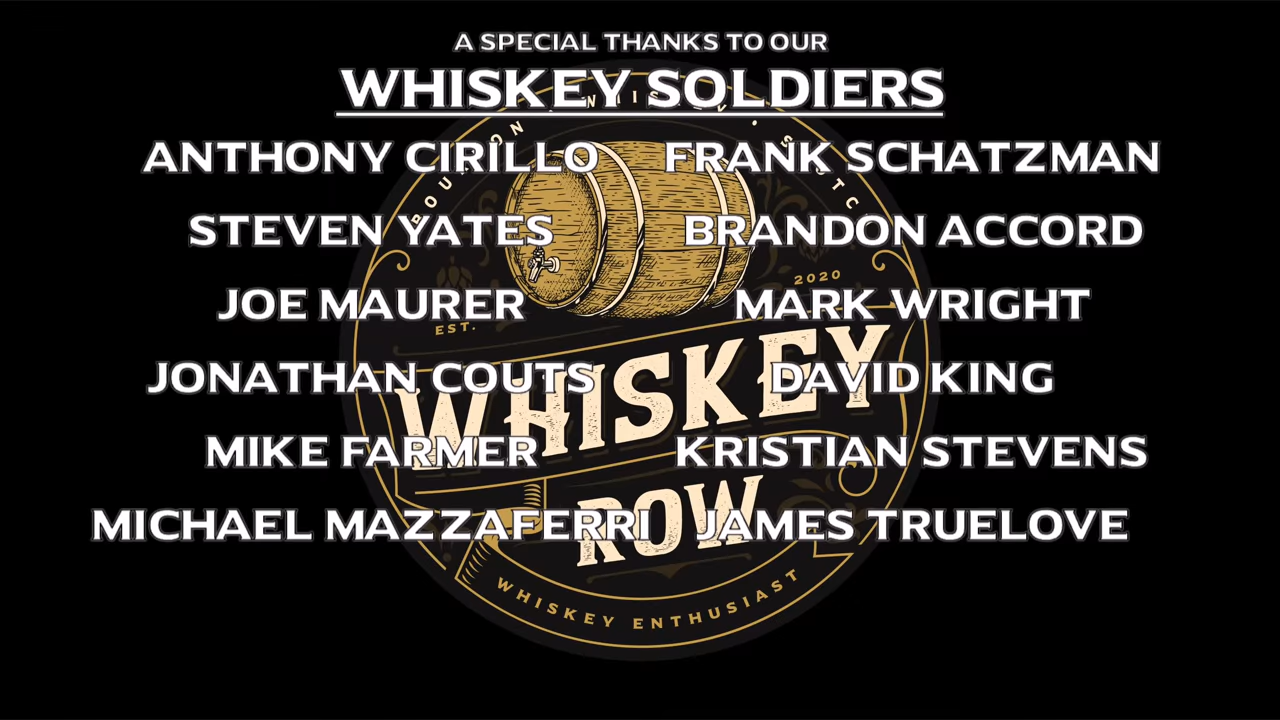 A SPECIAL THANKS TO OUR
WHISKEY SOLDIERS
ANTHONY CIRILLO FRANK SCHATZMAN
STEVEN YATES BRANDON ACCORD
JOE MAURER MARK WRIGHT
JONATHAN COUTS DAVID KING
MIKE FARMER KRISTIAN STEVENS
MICHAEL MAZZAFERRI JAMES TRUELOVE
EST. 2020
WHISKEY
ROW
WHISKEY ENTHUSIAST